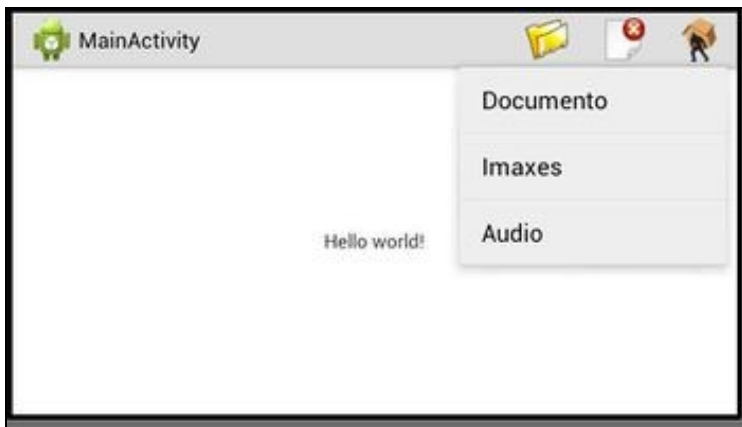 MainActivity
Documento
Imaxes
Audio
Hello world!